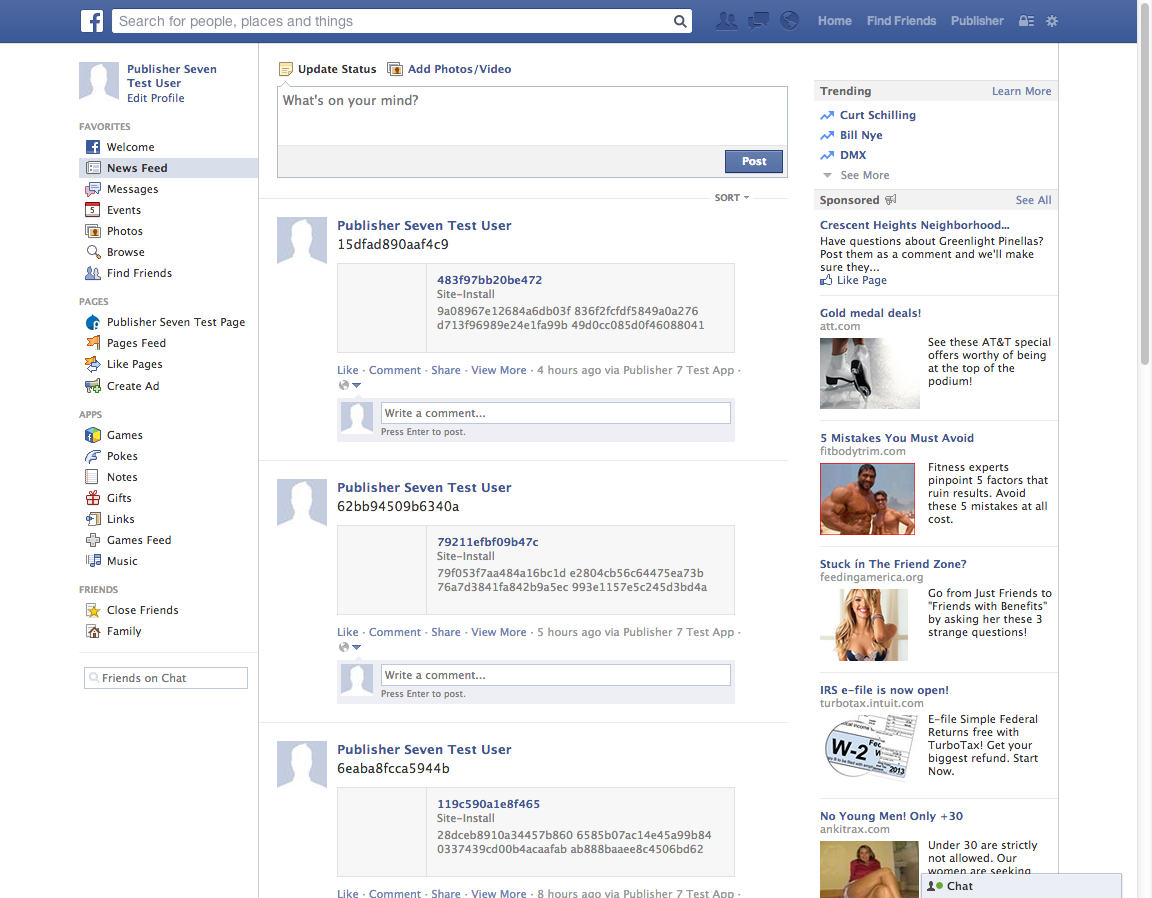 Search for people, places and things
Home
Find Friends
Publisher
Publisher Seven
Test User
Edit Profile
FAVORITES
Welcome
News Feed
Messages
5
Events
Photos
Browse
Find Friends
PAGES
Publisher Seven Test Page
Pages Feed
Like Pages
Create Ad
APPS
Games
Pokes
Notes
Gifts
Links
Games Feed
Music
FRIENDS
Close Friends
Family
Friends on Chat
Update Status
Add Photos/Video
What's on your mind?
Post
SORT
Publisher Seven Test User
15dfad890aaf4c9
483f97bb20be472
Site-Install
9a08967e12684a6db03f 836f2fcfdf5849a0a276
d713f96989e24e1fa99b 49d0cc085d0f46088041
Like · Comment · Share · View More · 4 hours ago via Publisher 7 Test App ·
Write a comment...
Press Enter to post.
Publisher Seven Test User
62bb94509b6340a
79211efbf09b47c
Site-Install
79f053f7aa484a16bc1d e2804cb56c64475ea73b
76a7d3841fa842b9a5ec 993e1157e5c245d3bd4a
Like · Comment · Share · View More · 5 hours ago via Publisher 7 Test App ·
Write a comment...
Press Enter to post.
Publisher Seven Test User
6eaba8fcca5944b
119c590a1e8f465
Site-Install
28dceb8910a34457b860 6585b07ac14e45a99b84
0337439cd00b4acaafab ab888baaee8c4506bd62
Like · Comment · Share · View More · 8 hours ago via Publisher 7 Test App ·
Trending
Learn More
Curt Schilling
Bill Nye
DMX
See More
Sponsored
See All
Crescent Heights Neighborhood...
Have questions about Greenlight Pinellas?
Post them as a comment and we'll make
sure they...
Like Page
Gold medal deals!
att.com
See these AT&T special
offers worthy of being
at the top of the
podium!
5 Mistakes You Must Avoid
fitbodytrim.com
Fitness experts
pinpoint 5 factors that
ruin results. Avoid
these 5 mistakes at all
cost.
Stuck ín The Friend Zone?
feedingamerica.org
Go from Just Friends to
"Friends with Benefits"
by asking her these 3
strange questions!
IRS e-file is now open!
turbotax.intuit.com
W-2
2013
E-file Simple Federal
Returns free with
TurboTax! Get your
biggest refund. Start
Now.
No Young Men! Only +30
ankitrax.com
Under 30 are strictly
not allowed. Our
women are seeking
Chat